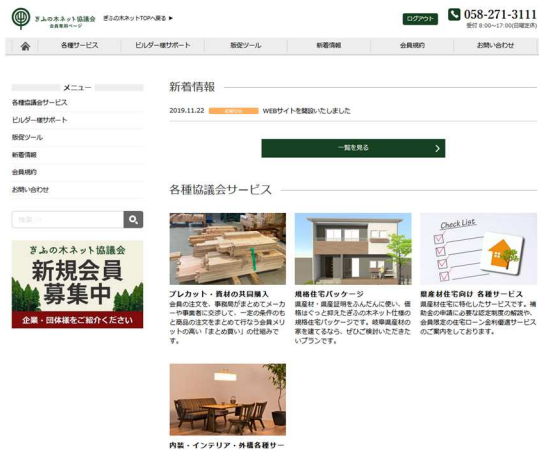 ぎふの木ネット協議会
会員専用ページ
ぎふの木ネットTOPへ戻る ▶
ログアウト
058-271-3111
受付 8:00~17:00(日曜定休)
各種サービス
ビルダー様サポート
販促ツール
新着情報
会員規約
お問い合わせ
メニュー
各種協議会サービス
ビルダー様サポート
販促ツール
新着情報
会員規約
お問い合わせ
ぎふの木ネット協議会
新規会員
募集中
企業・団体様をご紹介ください
新着情報
2019.11.22
WEBサイトを開設いたしました
一覧を見る
各種協議会サービス
プレカット・資材の共同購入
会員の注文を、事務局がまとめてメーカ
ーや事業者に交渉して、一定の条件のも
と商品の注文をまとめて行なう会員メリ
ットの高い「まとめ買い」の仕組みで
す。
規格住宅パッケージ
県産材・県産証明をふんだんに使い、価
格はぐっと抑えたぎふの木ネット仕様の
規格住宅パッケージです。岐阜県産材の
家を建てるなら、ぜひご検討いただきた
いプランです。
Check List
県産材住宅向け 各種サービス
県産材住宅に特化したサービスです。補
助金の申請に必要な認定制度の解説や、
会員限定の住宅ローン金利優遇サービス
のご案内をしております。
内装・インテリア・外構各種サー